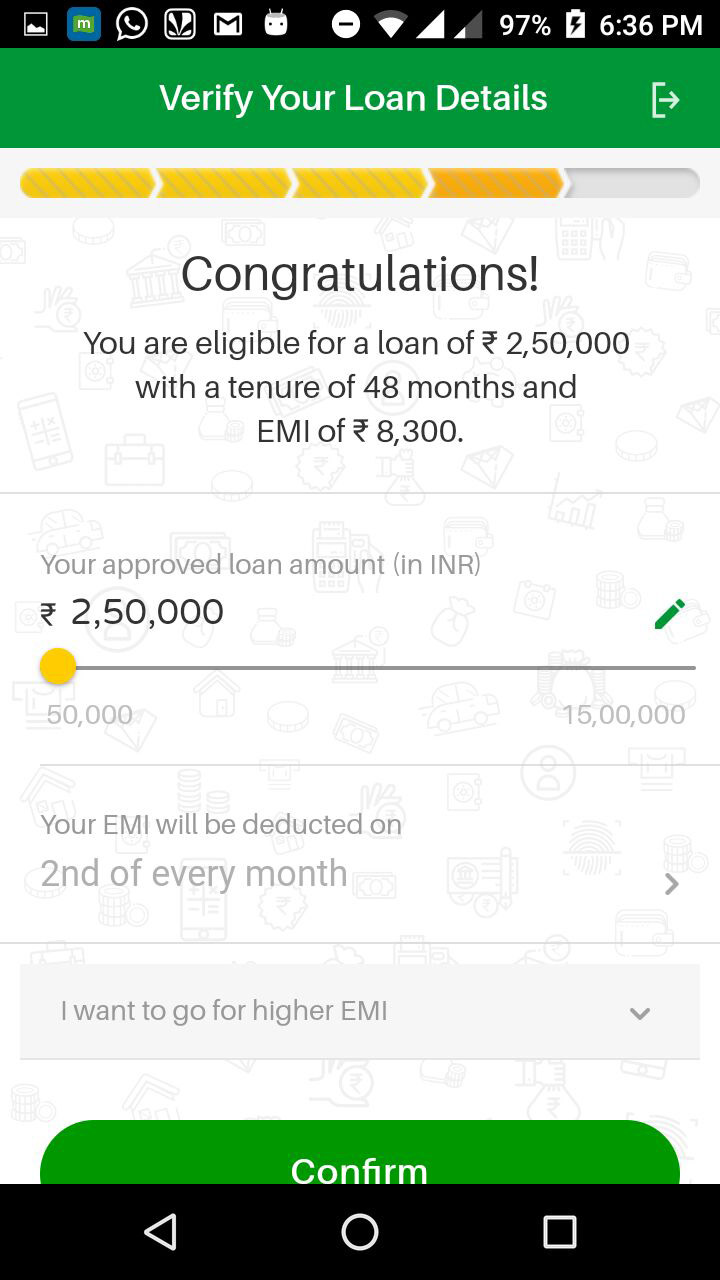 97% 6:36 PM
Verify Your Loan Details
Congratulations!
You are eligible for a loan of ₹ 2,50,000
with a tenure of 48 months and
EMI of ₹ 8,300.
Your approved loan amount (in INR)
₹ 2,50,000
50,000 15,00,000
Your EMI will be deducted on
2nd of every month
I want to go for higher EMI
Confirm